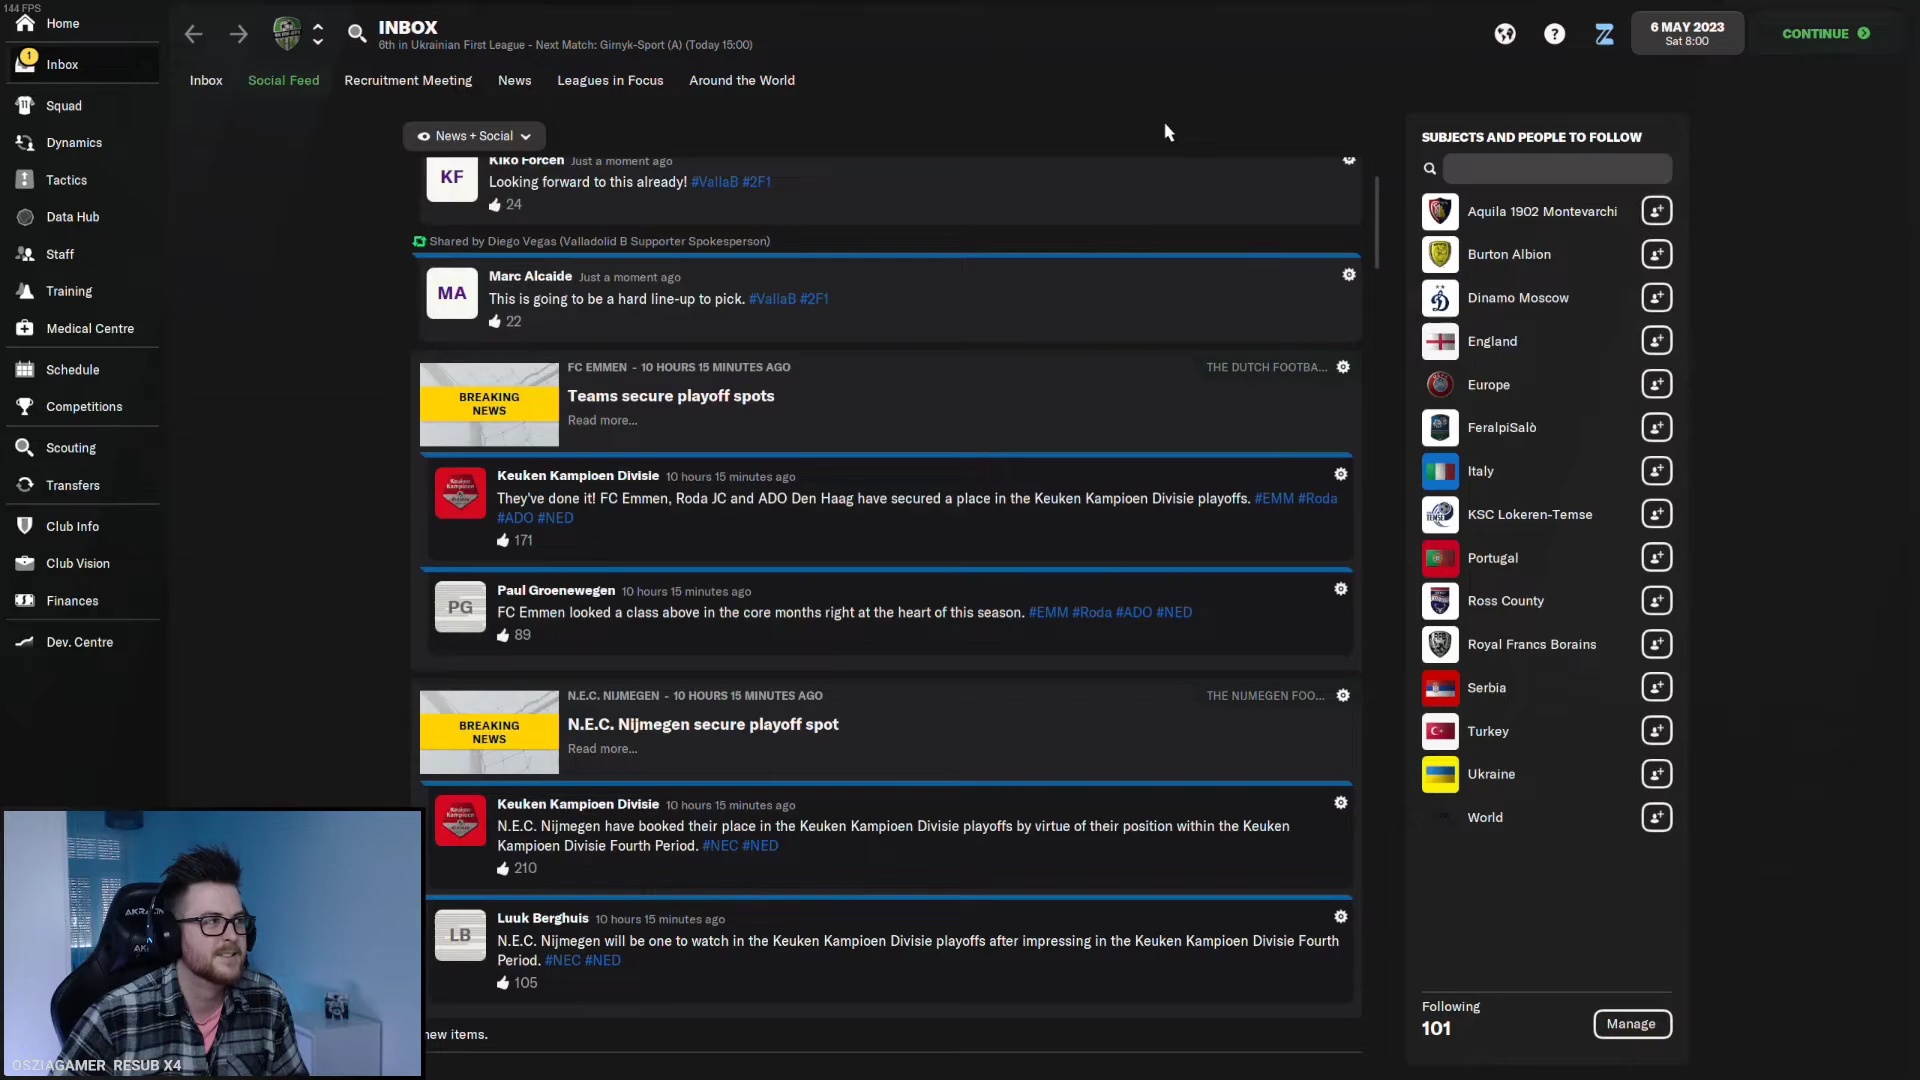 144 FPS
Home
1
Inbox
Squad
Dynamics
Tactics
Data Hub
Staff
Training
Medical Centre
Schedule
Competitions
Scouting
Transfers
Club Info
Club Vision
Finances
Dev. Centre
INBOX
6th in Ukrainian First League - Next Match: Girnyk-Sport (A) (Today 15:00)
6 MAY 2023
Sat 8:00
CONTINUE
Inbox Social Feed Recruitment Meeting News Leagues in Focus Around the World
News + Social
KF
Kiko Forcen Just a moment ago
Looking forward to this already! #VallaB #2F1
24
Shared by Diego Vegas (Valladolid B Supporter Spokesperson)
MA
Marc Alcaide Just a moment ago
This is going to be a hard line-up to pick. #VallaB #2F1
22
BREAKING
NEWS
FC EMMEN - 10 HOURS 15 MINUTES AGO
THE DUTCH FOOTBA...
Teams secure playoff spots
Read more...
Keuken Kampioen Divisie 10 hours 15 minutes ago
They've done it! FC Emmen, Roda JC and ADO Den Haag have secured a place in the Keuken Kampioen Divisie playoffs. #EMM #Roda
#ADO #NED
171
PG
Paul Groenewegen 10 hours 15 minutes ago
FC Emmen looked a class above in the core months right at the heart of this season. #EMM #Roda #ADO #NED
89
BREAKING
NEWS
N.E.C. NIJMEGEN - 10 HOURS 15 MINUTES AGO
THE NIJMEGEN FOO...
N.E.C. Nijmegen secure playoff spot
Read more...
Keuken Kampioen Divisie 10 hours 15 minutes ago
N.E.C. Nijmegen have booked their place in the Keuken Kampioen Divisie playoffs by virtue of their position within the Keuken
Kampioen Divisie Fourth Period. #NEC #NED
210
LB
Luuk Berghuis 10 hours 15 minutes ago
N.E.C. Nijmegen will be one to watch in the Keuken Kampioen Divisie playoffs after impressing in the Keuken Kampioen Divisie Fourth
Period. #NEC #NED
105
new items.
SUBJECTS AND PEOPLE TO FOLLOW
Aquila 1902 Montevarchi
Burton Albion
Dinamo Moscow
England
Europe
FeralpiSalò
Italy
KSC Lokeren-Temse
Portugal
Ross County
Royal Francs Borains
Serbia
Turkey
Ukraine
World
Following
101
Manage
OSZIAGAMER RESUB X4